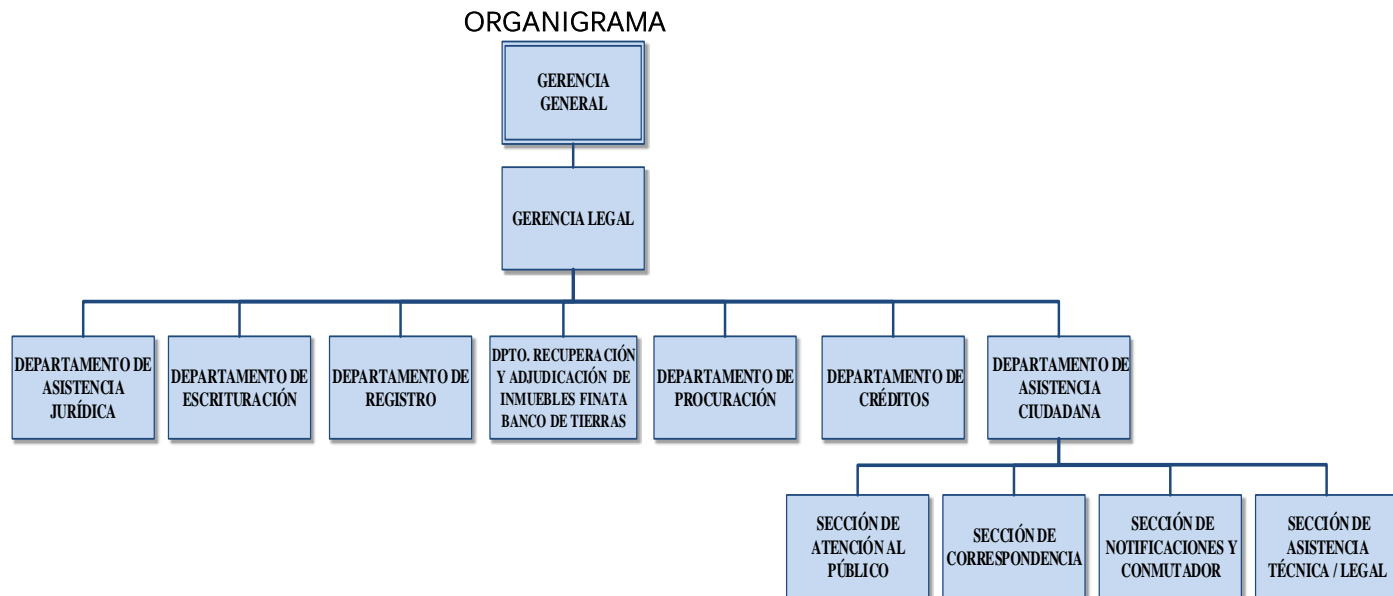 ORGANIGRAMA
GERENCIA
GENERAL
GERENCIA LEGAL
DEPARTAMENTO DE
ASISTENCIA
JURÍDICA
DEPARTAMENTO DE
ESCRITURACIÓN
DEPARTAMENTO DE
REGISTRO
DPTO. RECUPERACIÓN
Y ADJUDICACIÓN DE
INMUEBLES FINATA
BANCO DE TIERRAS
DEPARTAMENTO DE
PROCURACIÓN
DEPARTAMENTO DE
CRÉDITOS
DEPARTAMENTO DE
ASISTENCIA
CIUDADANA
SECCIÓN DE
ATENCIÓN AL
PÚBLICO
SECCIÓN DE
CORRESPONDENCIA
SECCIÓN DE
NOTIFICACIONES Y
CONMUTADOR
SECCIÓN DE
ASISTENCIA
TÉCNICA / LEGAL